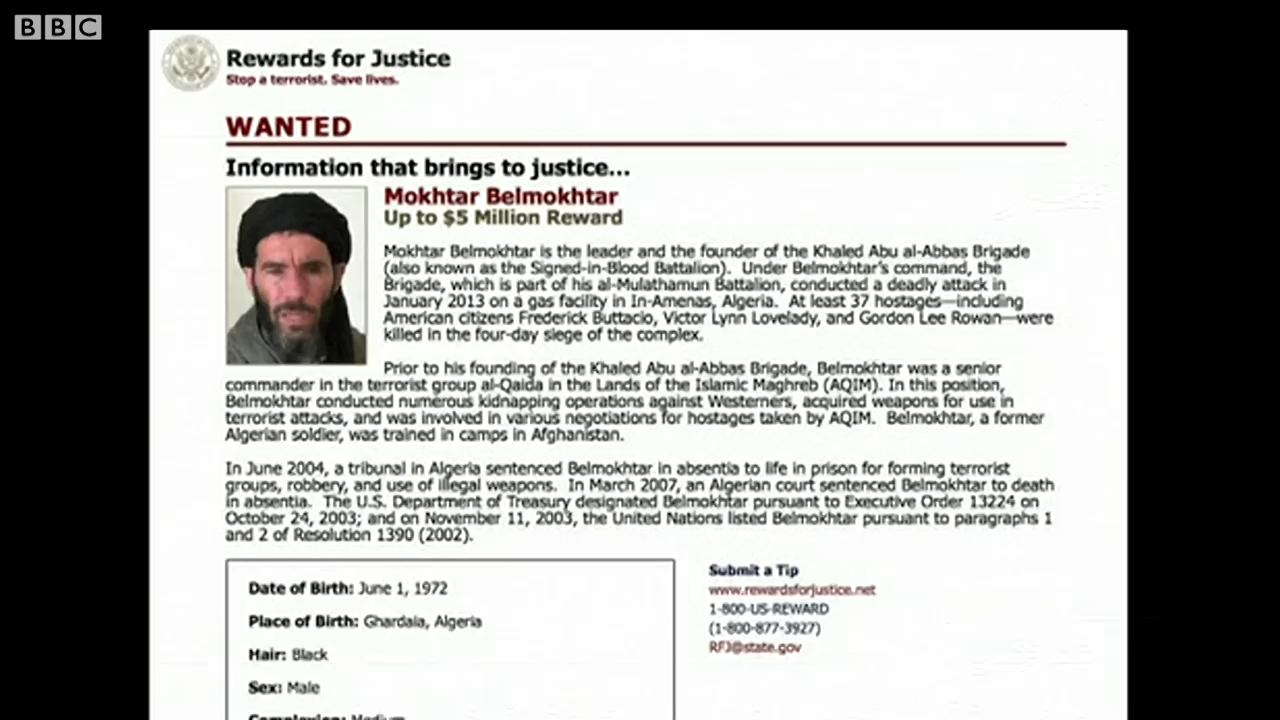 BBC
Rewards for Justice
Stop a terrorist. Save lives.
WANTED
Information that brings to justice...
Mokhtar Belmokhtar
Up to $5 Million Reward
Mokhtar Belmokhtar is the leader and the founder of the Khaled Abu al-Abbas Brigade
(also known as the Signed-in-Blood Battalion). Under Belmokhtar's command, the
Brigade, which is part of his al-Mulathamun Battalion, conducted a deadly attack in
January 2013 on a gas facility in In-Amenas, Algeria. At least 37 hostages—including
American citizens Frederick Buttacio, Victor Lynn Lovelady, and Gordon Lee Rowan—were
killed in the four-day siege of the complex.
Prior to his founding of the Khaled Abu al-Abbas Brigade, Belmokhtar was a senior
commander in the terrorist group al-Qaida in the Lands of the Islamic Maghreb (AQIM). In this position,
Belmokhtar conducted numerous kidnapping operations against Westerners, acquired weapons for use in
terrorist attacks, and was involved in various negotiations for hostages taken by AQIM. Belmokhtar, a former
Algerian soldier, was trained in camps in Afghanistan.
In June 2004, a tribunal in Algeria sentenced Belmokhtar in absentia to life in prison for forming terrorist
groups, robbery, and use of illegal weapons. In March 2007, an Algerian court sentenced Belmokhtar to death
in absentia. The U.S. Department of Treasury designated Belmokhtar pursuant to Executive Order 13224 on
October 24, 2003; and on November 11, 2003, the United Nations listed Belmokhtar pursuant to paragraphs 1
and 2 of Resolution 1390 (2002).
Date of Birth: June 1, 1972
Place of Birth: Ghardaia, Algeria
Hair: Black
Sex: Male
Complexion: Medium
Submit a Tip
www.rewardsforjustice.net
1-800-US-REWARD
(1-800-877-3927)
RFJ@state.gov